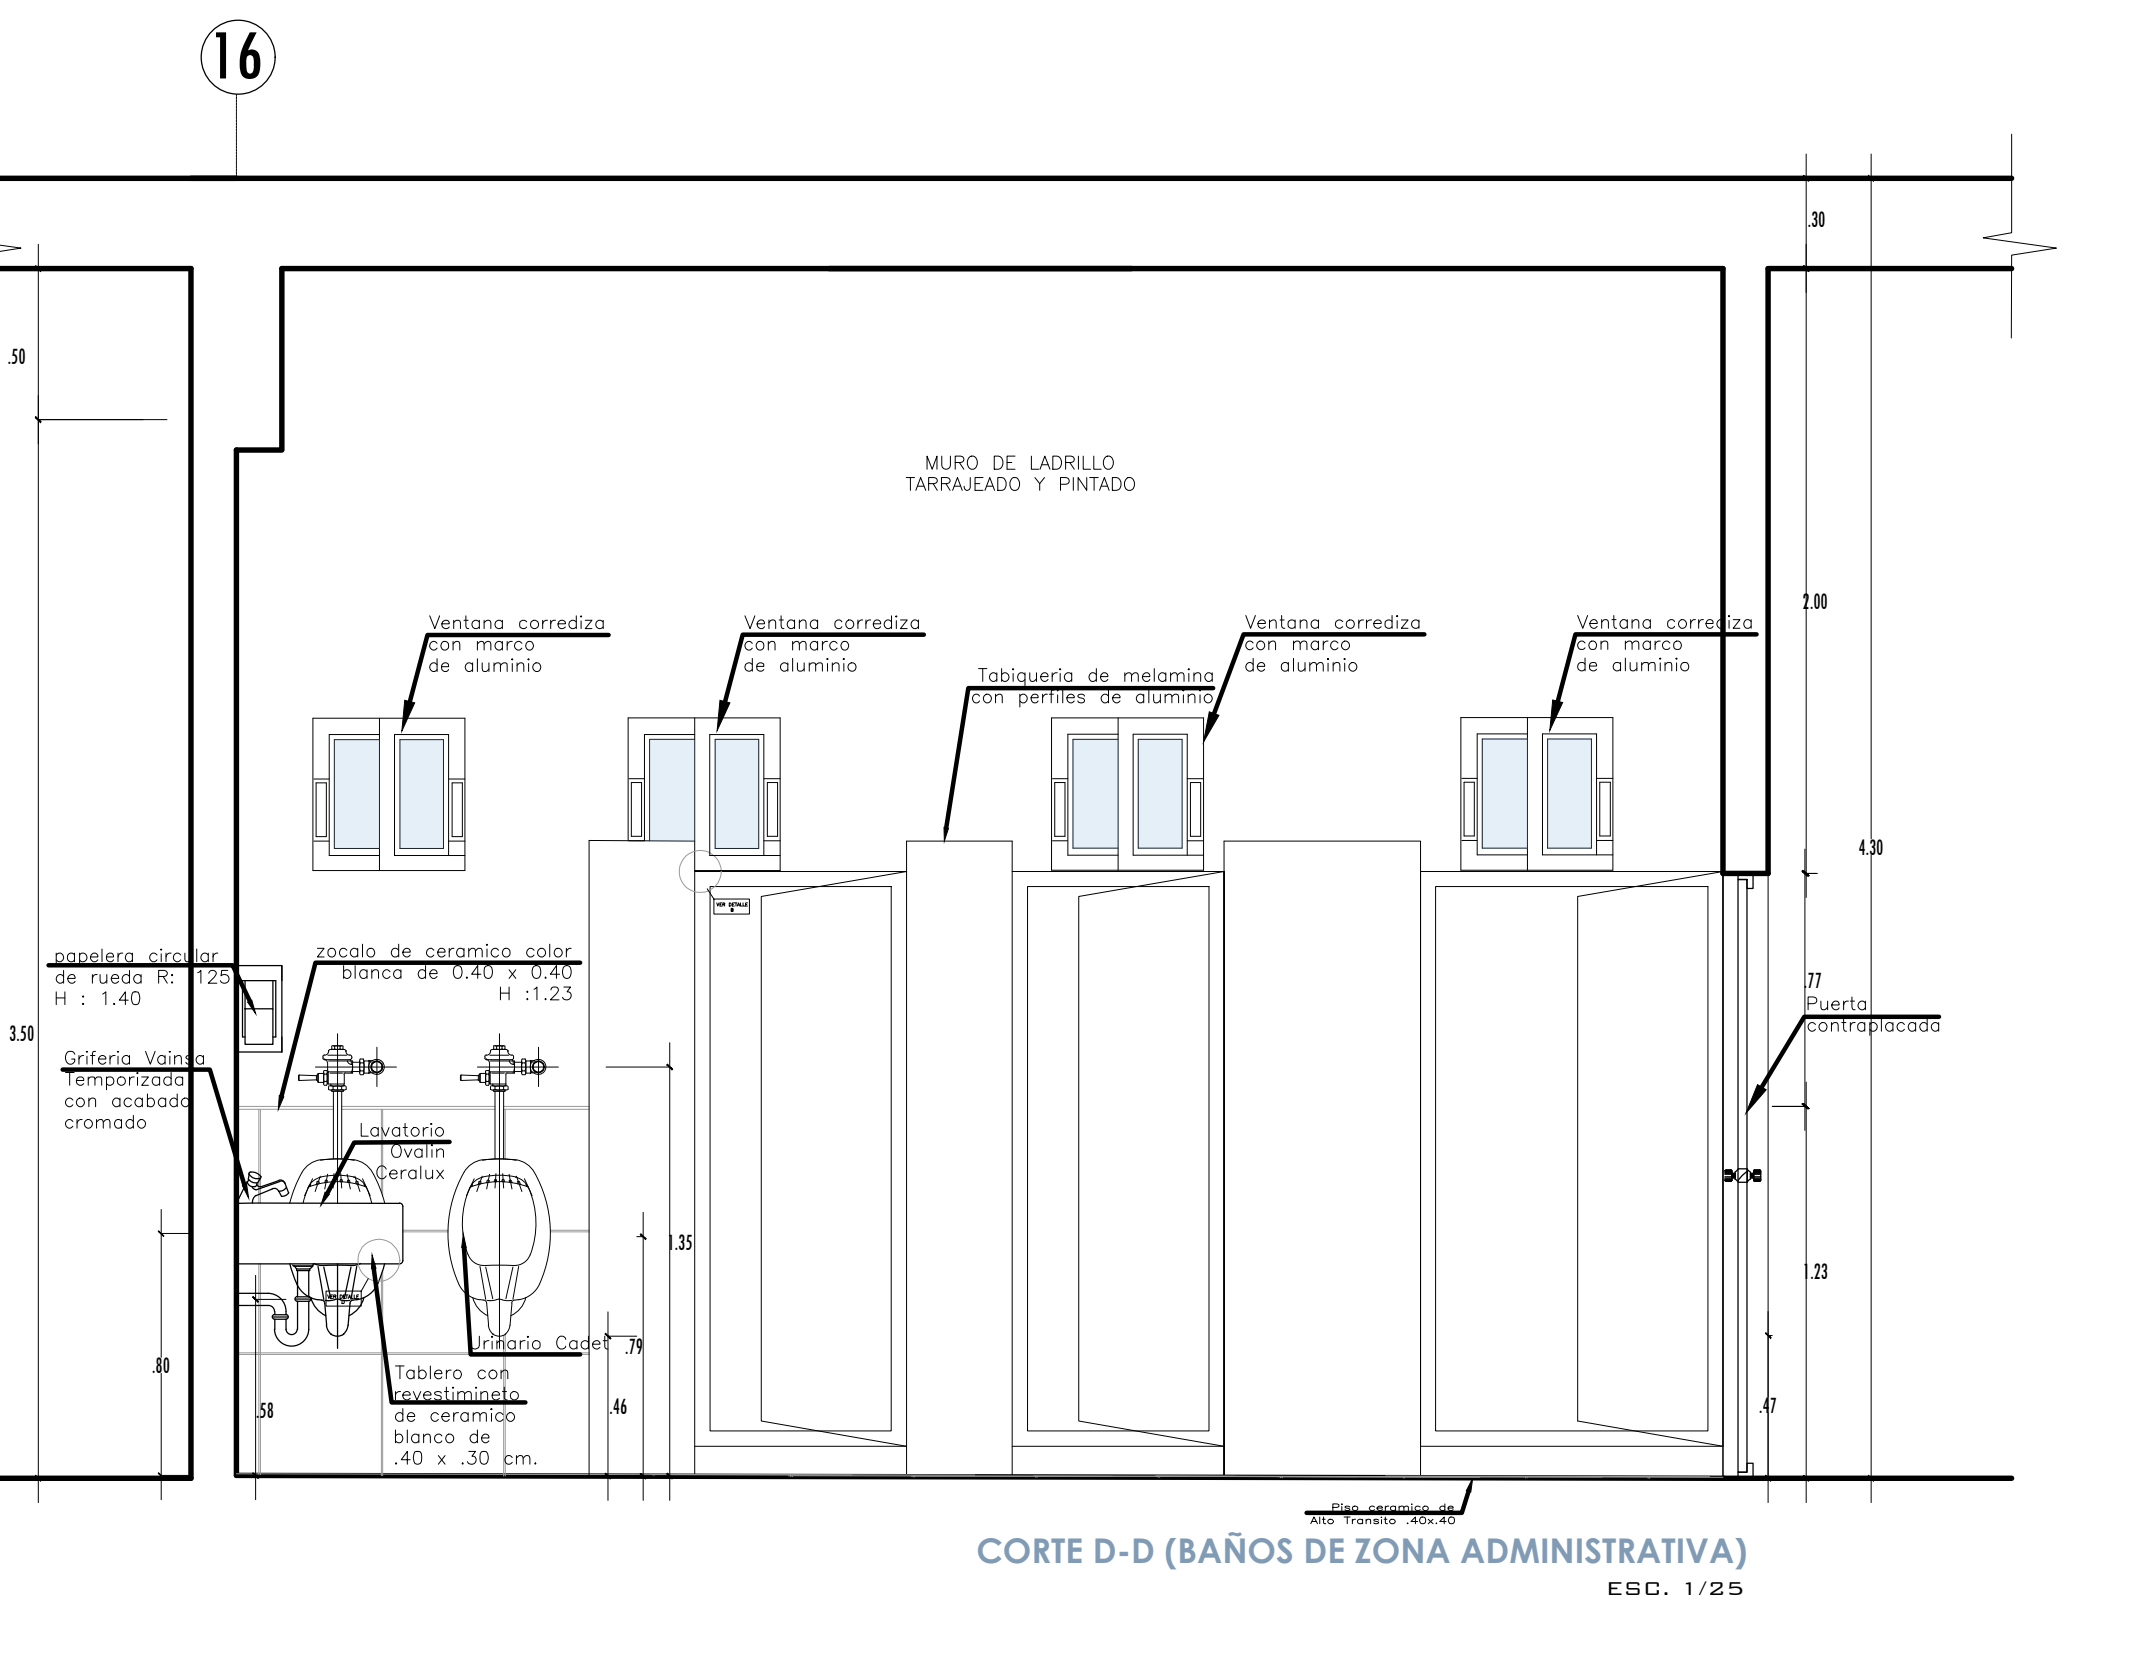 16
.30
.50
MURO DE LADRILLO
TARRAJEADO Y PINTADO
2.00
Ventana corrediza
con marco
de aluminio
Ventana corrediza
con marco
de aluminio
Tabiqueria de melamina
con perfiles de aluminio
Ventana corrediza
con marco
de aluminio
Ventana corrediza
con marco
de aluminio
4.30
VER DETALLE
B
papelera circular
de rueda R: 125
H : 1.40
zocalo de ceramico color
blanca de 0.40 x 0.40
H :1.23
.77
Puerta
contraplacada
3.50
Griferia Vainsa
Temporizada
con acabado
cromado
Lavatorio
Ovalin
Ceralux
1.35
1.23
VER DETALLE
Urinario Cadet
.79
.80
Tablero con
revestimineto
de ceramico
blanco de
.40 x .30 cm.
.58
.46
.47
Piso ceramico de
Alto Transito .40x.40
CORTE D-D (BAÑOS DE ZONA ADMINISTRATIVA)
ESC. 1/25